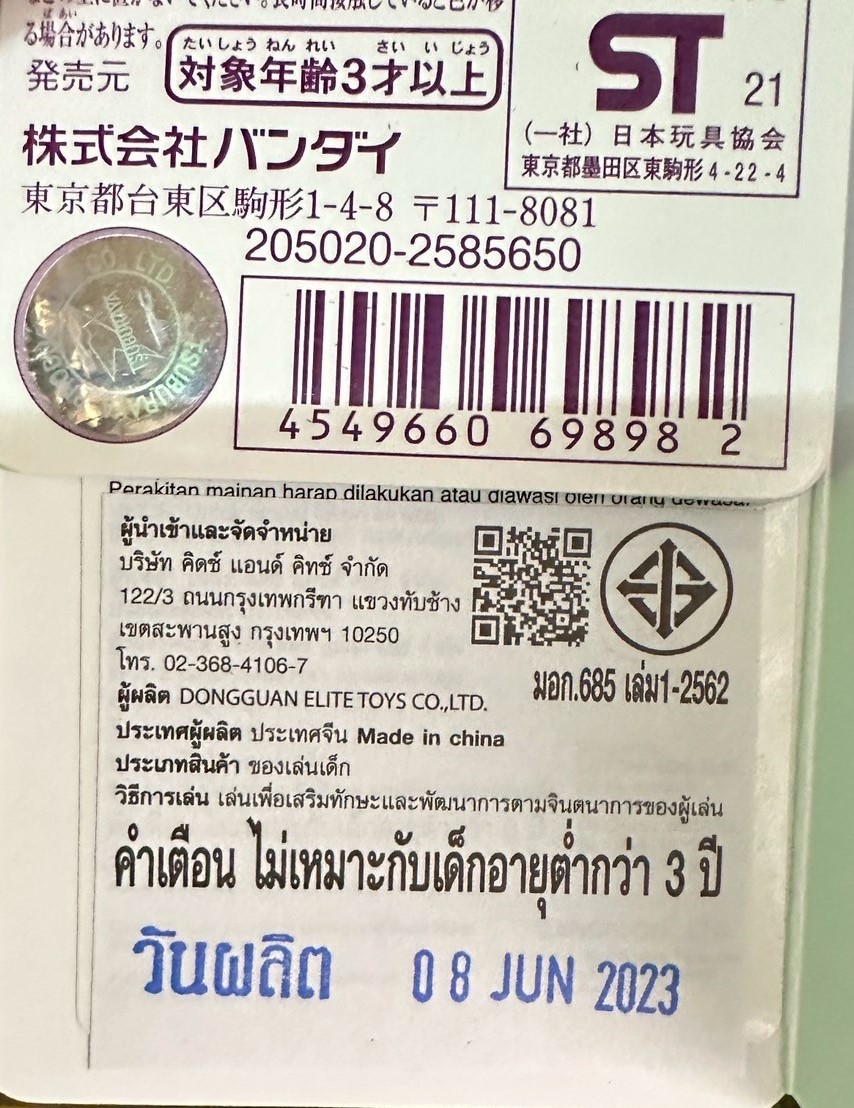 る場合があります。
ばあい
発売元
たいしょう ねん れい さい い じょう
対象年齢3才以上
ST 21
(一社) 日本玩具協会
東京都墨田区東駒形4-22-4
株式会社バンダイ
東京都台東区駒形1-4-8 〒111-8081
205020-2585650
CO LTD
TSUBURAYA
4549660 69898 2
Perakitan mainan harap dilakukan atau diawasi oleh orang dewasa.
ผู้นำเข้าและจัดจำหน่าย
บริษัท คิดซ์ แอนด์ คิทซ์ จำกัด
122/3 ถนนกรุงเทพกรีฑา แขวงทับช้าง
เขตสะพานสูง กรุงเทพฯ 10250
โทร. 02-368-4106-7
ผู้ผลิต DONGGUAN ELITE TOYS CO.,LTD.
มอก.685 เล่ม1-2562
ประเทศผู้ผลิต ประเทศจีน Made in china
ประเภทสินค้า ของเล่นเด็ก
วิธีการเล่น เล่นเพื่อเสริมทักษะและพัฒนาการตามจินตนาการของผู้เล่น
คำเตือน ไม่เหมาะกับเด็กอายุต่ำกว่า 3 ปี
วันผลิต 08 JUN 2023